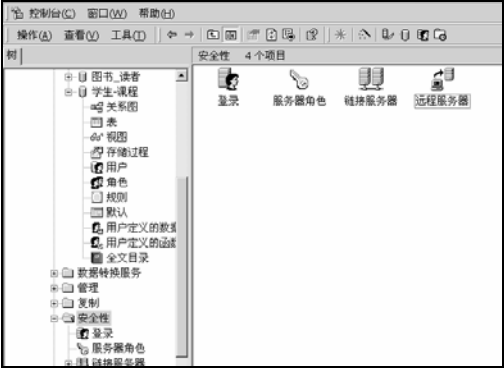 控制台(C) 窗口(W) 帮助(H)
操作(A) 查看(V) 工具(T)
树
安全性 4 个项目
图书_读者
学生-课程
关系图
表
视图
存储过程
用户
角色
规则
默认
用户定义的数据
用户定义的函数
全文目录
数据转换服务
管理
复制
安全性
登录
服务器角色
链接服务器
登录 服务器角色 链接服务器 远程服务器